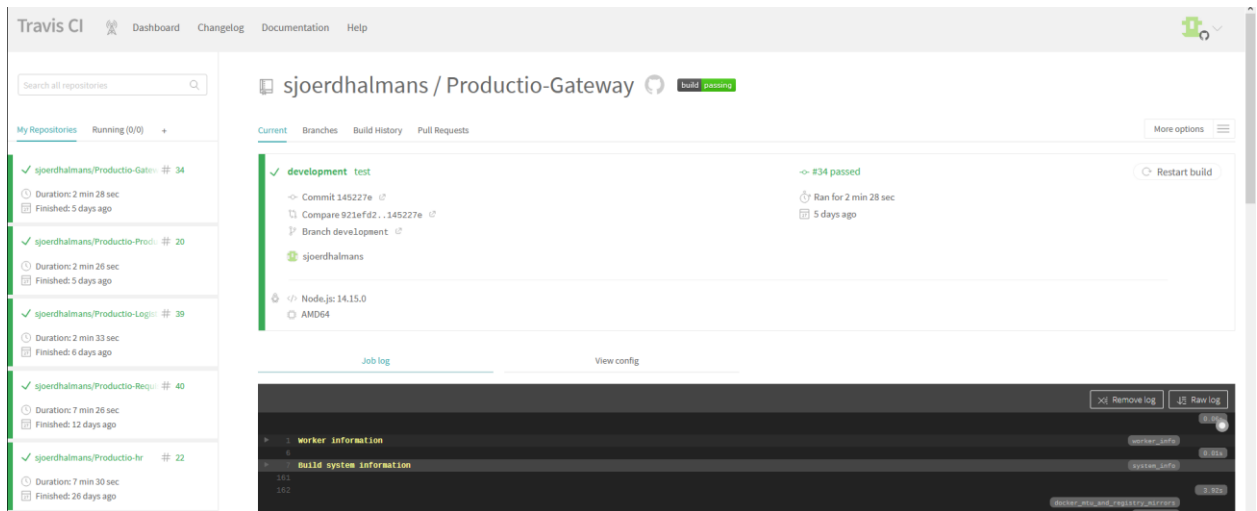 Travis CI Dashboard Changelog Documentation Help
Search all repositories
My Repositories Running (0/0) +
sjoerdhalmans/Productio-Gatew # 34
Duration: 2 min 28 sec
Finished: 5 days ago
sjoerdhalmans/Productio-Produ # 20
Duration: 2 min 26 sec
Finished: 5 days ago
sjoerdhalmans/Productio-Logist # 39
Duration: 2 min 33 sec
Finished: 6 days ago
sjoerdhalmans/Productio-Requi # 40
Duration: 7 min 26 sec
Finished: 12 days ago
sjoerdhalmans/Productio-hr # 22
Duration: 7 min 30 sec
Finished: 26 days ago
sjoerdhalmans / Productio-Gateway build passing
Current Branches Build History Pull Requests More options
development test #34 passed Restart build
Commit 145227e Ran for 2 min 28 sec
Compare 921efd2..145227e 5 days ago
Branch development
sjoerdhalmans
Node.js: 14.15.0
AMD64
Job log View config
Remove log Raw log
1 Worker information worker_info
6 0.01s
7 Build system information system_info
161
162 3.92s
docker_mtu_and_registry_mirrors